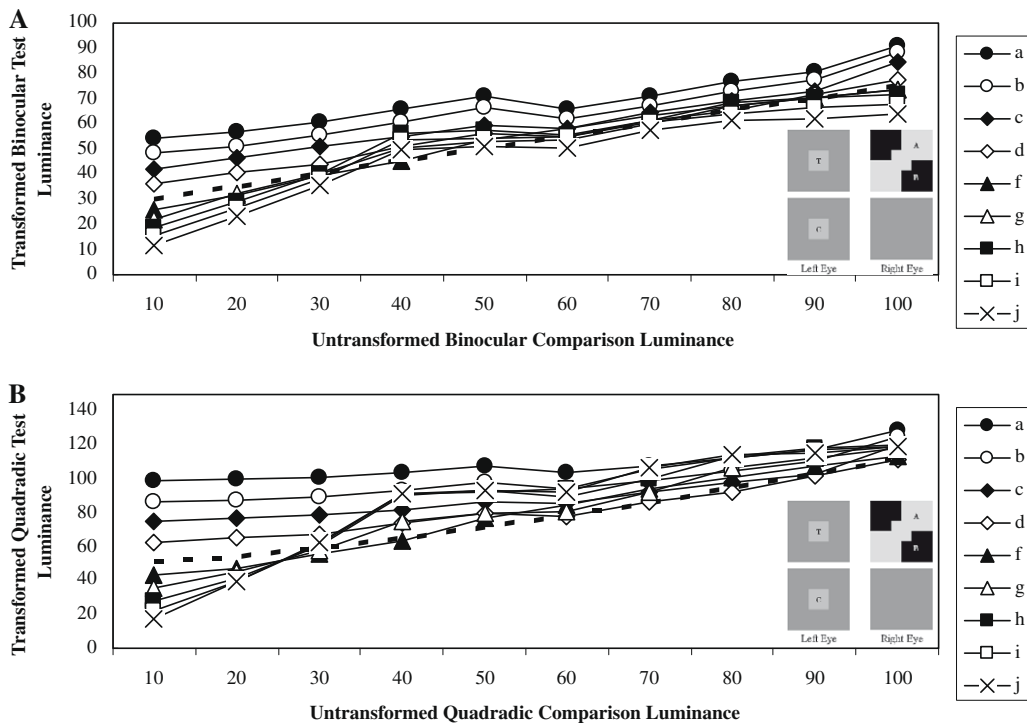 A
Transformed Binocular Test
Luminance
100
90
80
70
60
50
40
30
20
10
0
10 20 30 40 50 60 70 80 90 100
Untransformed Binocular Comparison Luminance
T
A
B
C
Left Eye Right Eye
a
b
c
d
f
g
h
i
j
B
Transformed Quadradic Test
Luminance
140
120
100
80
60
40
20
0
10 20 30 40 50 60 70 80 90 100
Untransformed Quadradic Comparison Luminance
T
A
B
C
Left Eye Right Eye
a
b
c
d
f
g
h
i
j